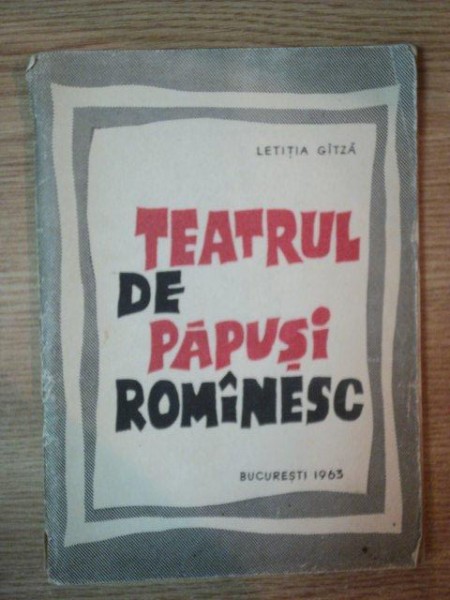 LETIȚIA GÎTZĂ
TEATRUL
DE
PĂPUȘI
ROMÎNESC
BUCUREȘTI 1963